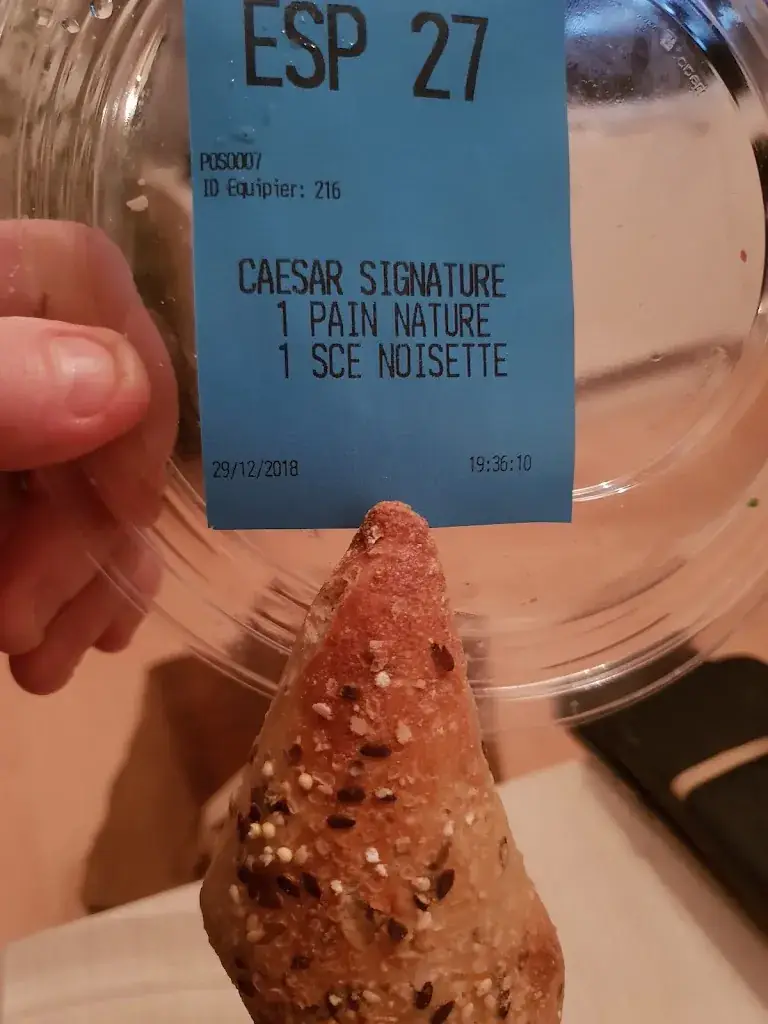 ESP 27
POS0007
ID Equipier: 216
CAESAR SIGNATURE
1 PAIN NATURE
1 SCE NOISETTE
29/12/2018 19:36:10